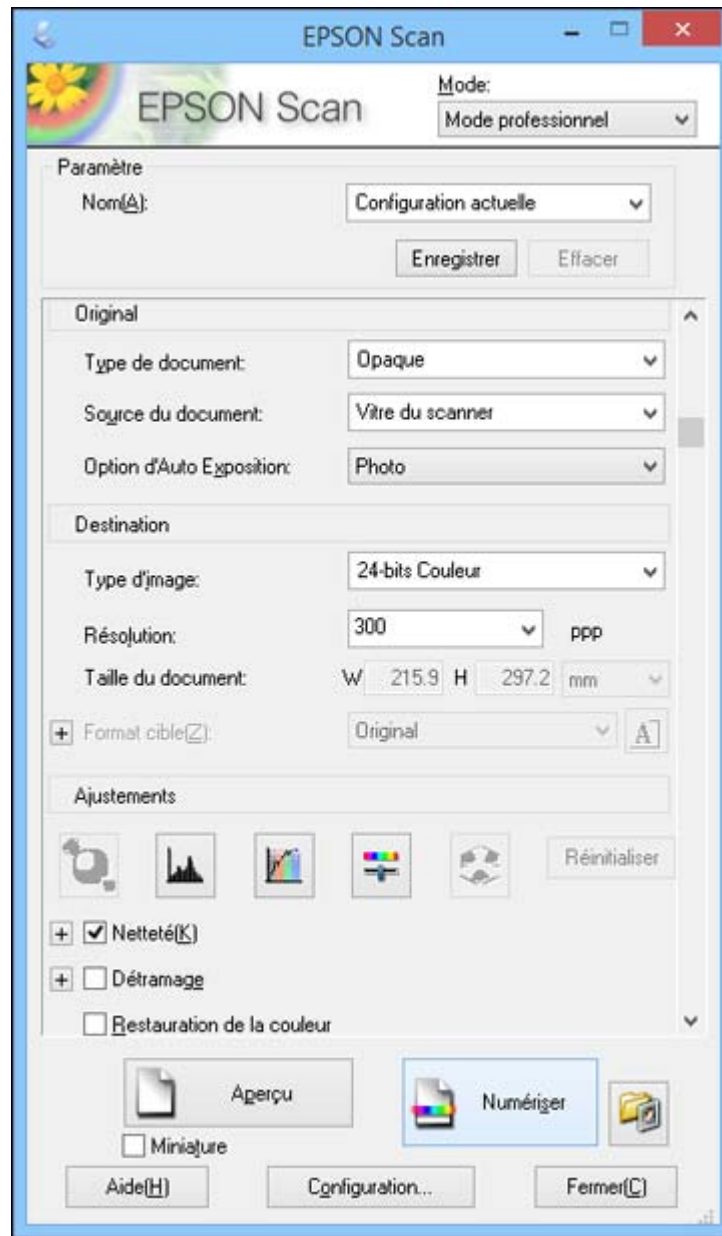 EPSON Scan
EPSON Scan
Mode:
Mode professionnel
Paramètre
Nom(A):
Configuration actuelle
Enregistrer
Effacer
Original
Type de document:
Opaque
Source du document:
Vitre du scanner
Option d'Auto Exposition:
Photo
Destination
Type d'image:
24-bits Couleur
Résolution:
300
ppp
Taille du document:
W 215.9 H 297.2 mm
Format cible(Z):
Original
A
Ajustements
Réinitialiser
Netteté(K)
Détramage
Restauration de la couleur
Aperçu
Numériser
Miniature
Aide(H)
Configuration...
Fermer(C)